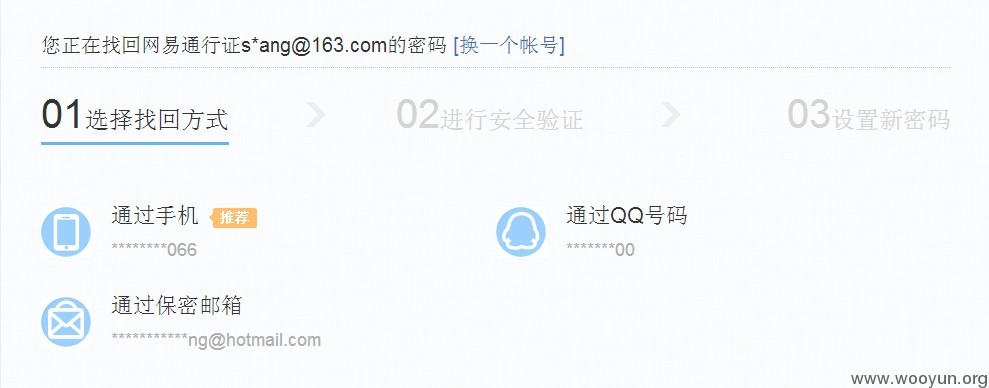 您正在找回网易通行证s*ang@163.com的密码 [换一个帐号]
01选择找回方式 02进行安全验证 03设置新密码
通过手机 推荐 通过QQ号码
********066 *******00
通过保密邮箱
***********ng@hotmail.com
www.wooyun.org